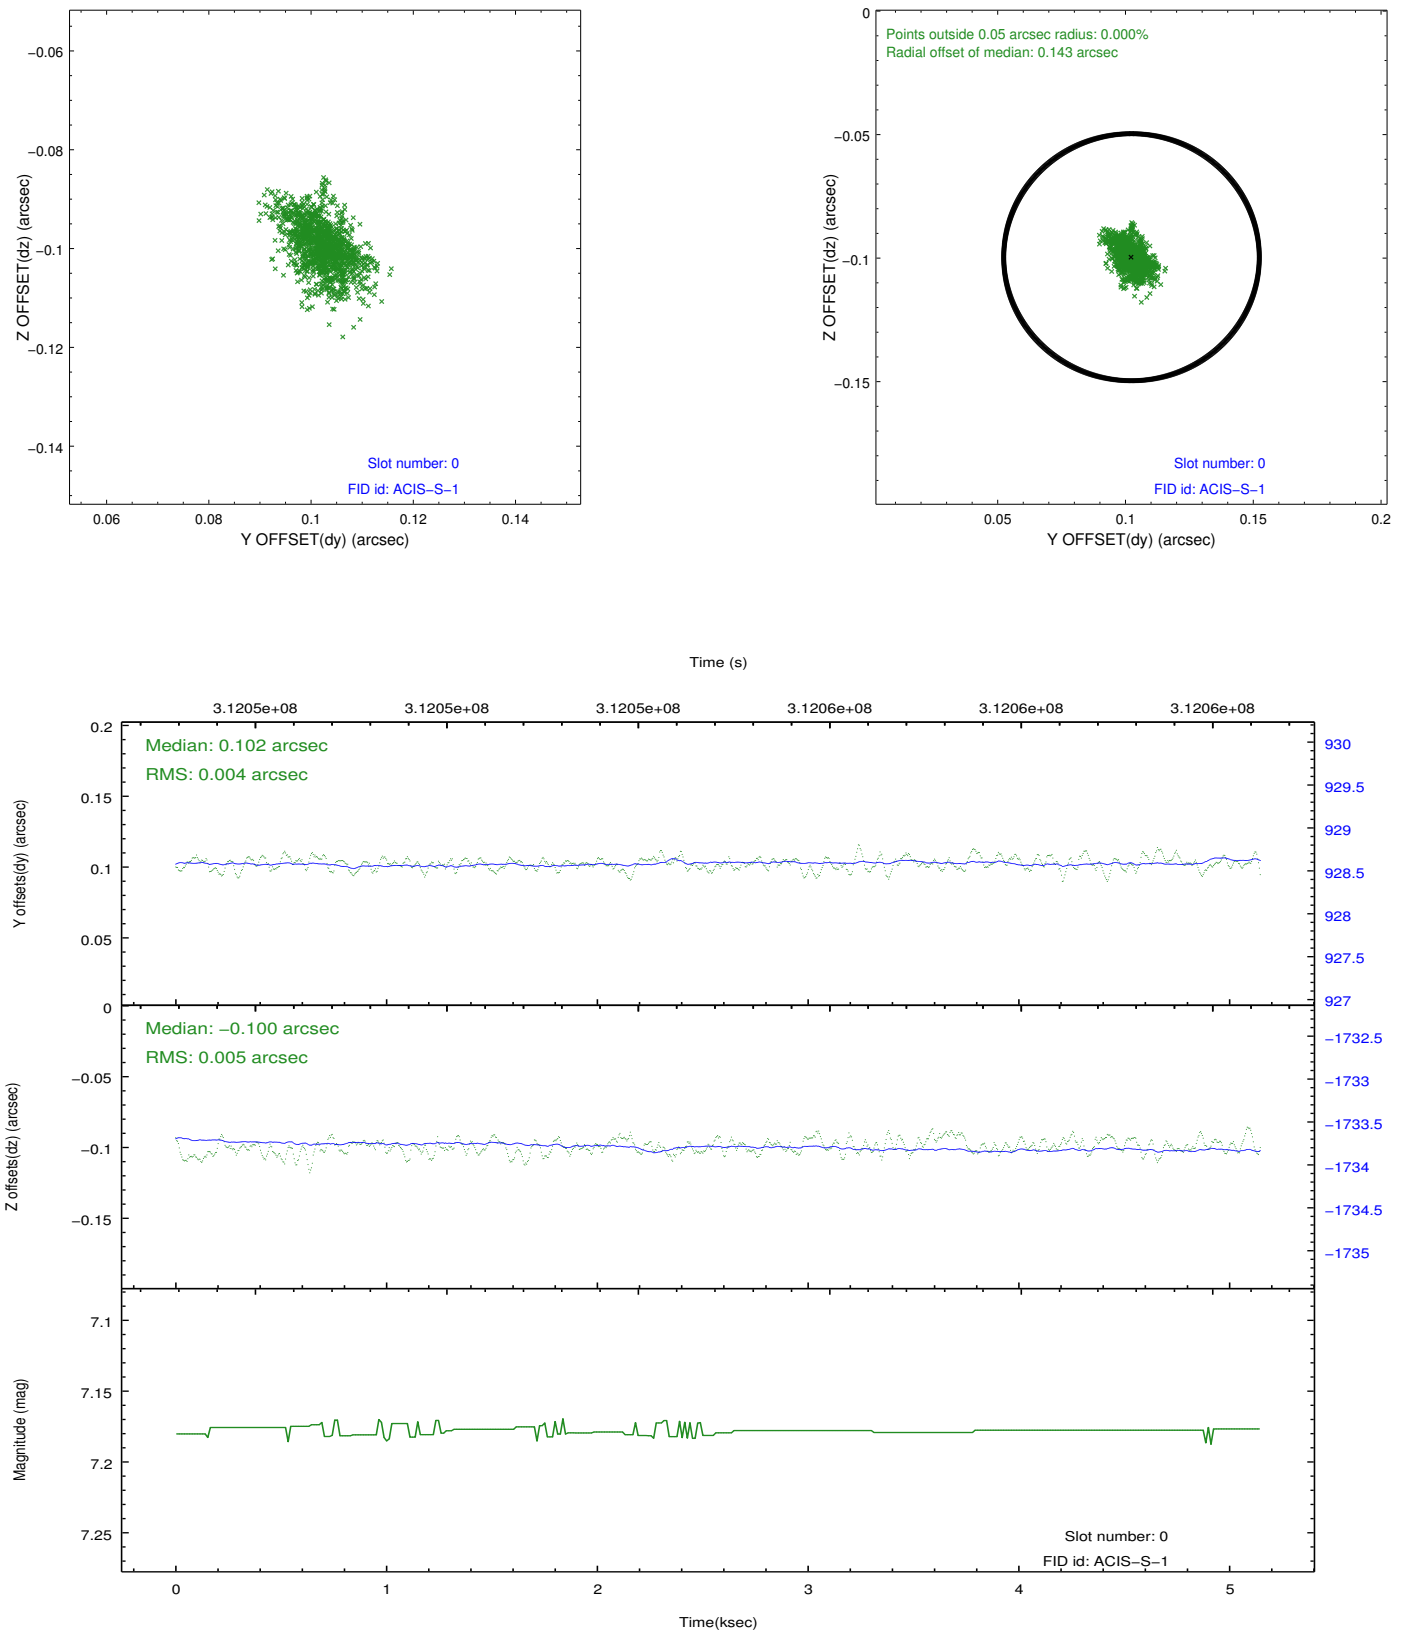 −0.06
−0.08
−0.1
−0.12
−0.14
Z OFFSET(dz) (arcsec)
Slot number: 0
FID id: ACIS−S−1
0.06 0.08 0.1 0.12 0.14
Y OFFSET(dy) (arcsec)
Points outside 0.05 arcsec radius: 0.000%
Radial offset of median: 0.143 arcsec
0
−0.05
−0.1
−0.15
Z OFFSET(dz) (arcsec)
Slot number: 0
FID id: ACIS−S−1
0.05 0.1 0.15 0.2
Y OFFSET(dy) (arcsec)
Time (s)
3.1205e+08 3.1205e+08 3.1205e+08 3.1206e+08 3.1206e+08 3.1206e+08
Median: 0.102 arcsec
RMS: 0.004 arcsec
0.2
0.15
0.1
0.05
Y offsets(dy) (arcsec)
930
929.5
929
928.5
928
927.5
927
Median: −0.100 arcsec
RMS: 0.005 arcsec
0
−0.05
−0.1
−0.15
Z offsets(dz) (arcsec)
−1732.5
−1733
−1733.5
−1734
−1734.5
−1735
7.1
7.15
7.2
7.25
Magnitude (mag)
Slot number: 0
FID id: ACIS−S−1
0 1 2 3 4 5
Time(ksec)